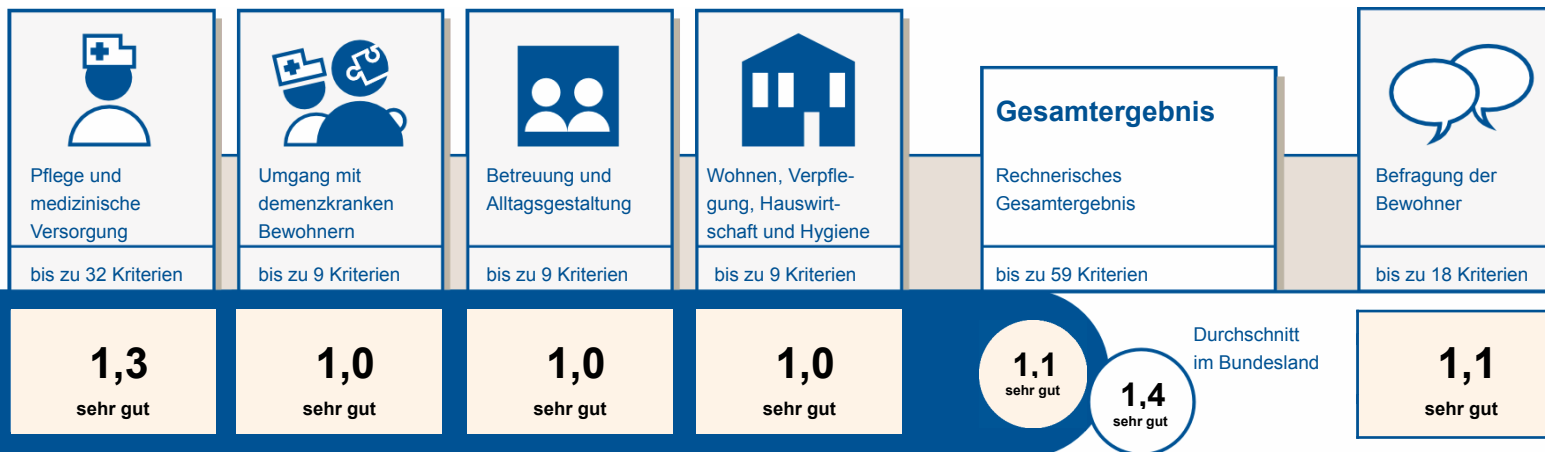 Pflege und
medizinische
Versorgung
bis zu 32 Kriterien
1,3
sehr gut
Umgang mit
demenzkranken
Bewohnern
bis zu 9 Kriterien
1,0
sehr gut
Betreuung und
Alltagsgestaltung
bis zu 9 Kriterien
1,0
sehr gut
Wohnen, Verpfle-
gung, Hauswirt-
schaft und Hygiene
bis zu 9 Kriterien
1,0
sehr gut
Gesamtergebnis
Rechnerisches
Gesamtergebnis
bis zu 59 Kriterien
1,1
sehr gut
Durchschnitt
im Bundesland
1,4
sehr gut
Befragung der
Bewohner
bis zu 18 Kriterien
1,1
sehr gut